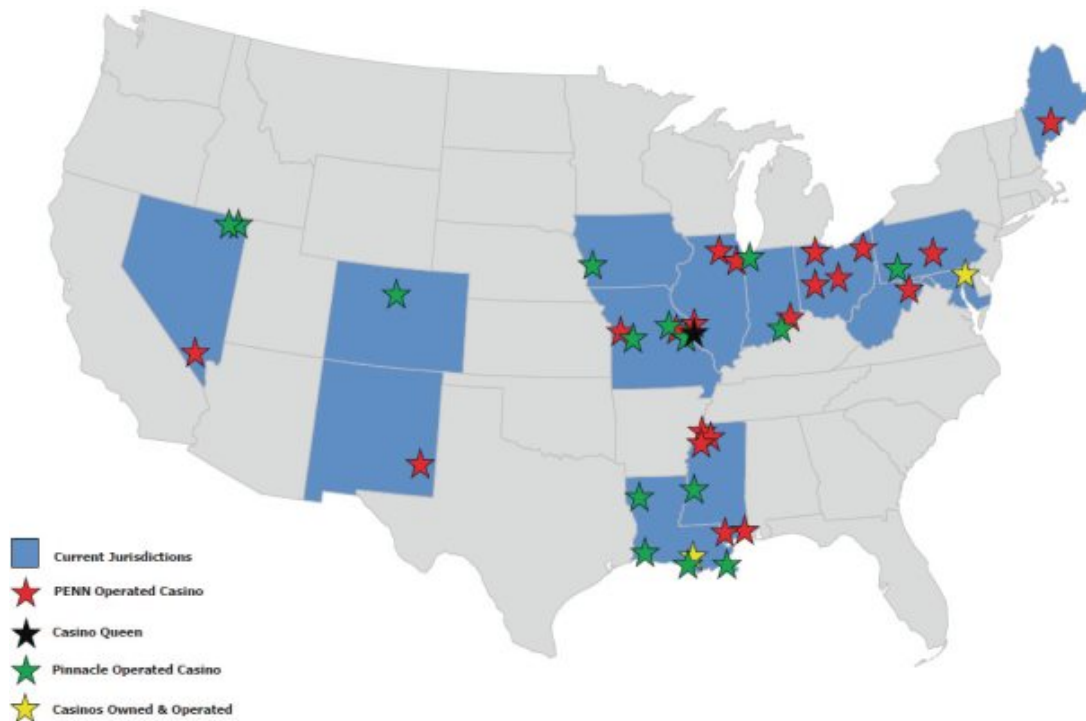 Current Jurisdictions
PENN Operated Casino
Casino Queen
Pinnacle Operated Casino
Casinos Owned & Operated